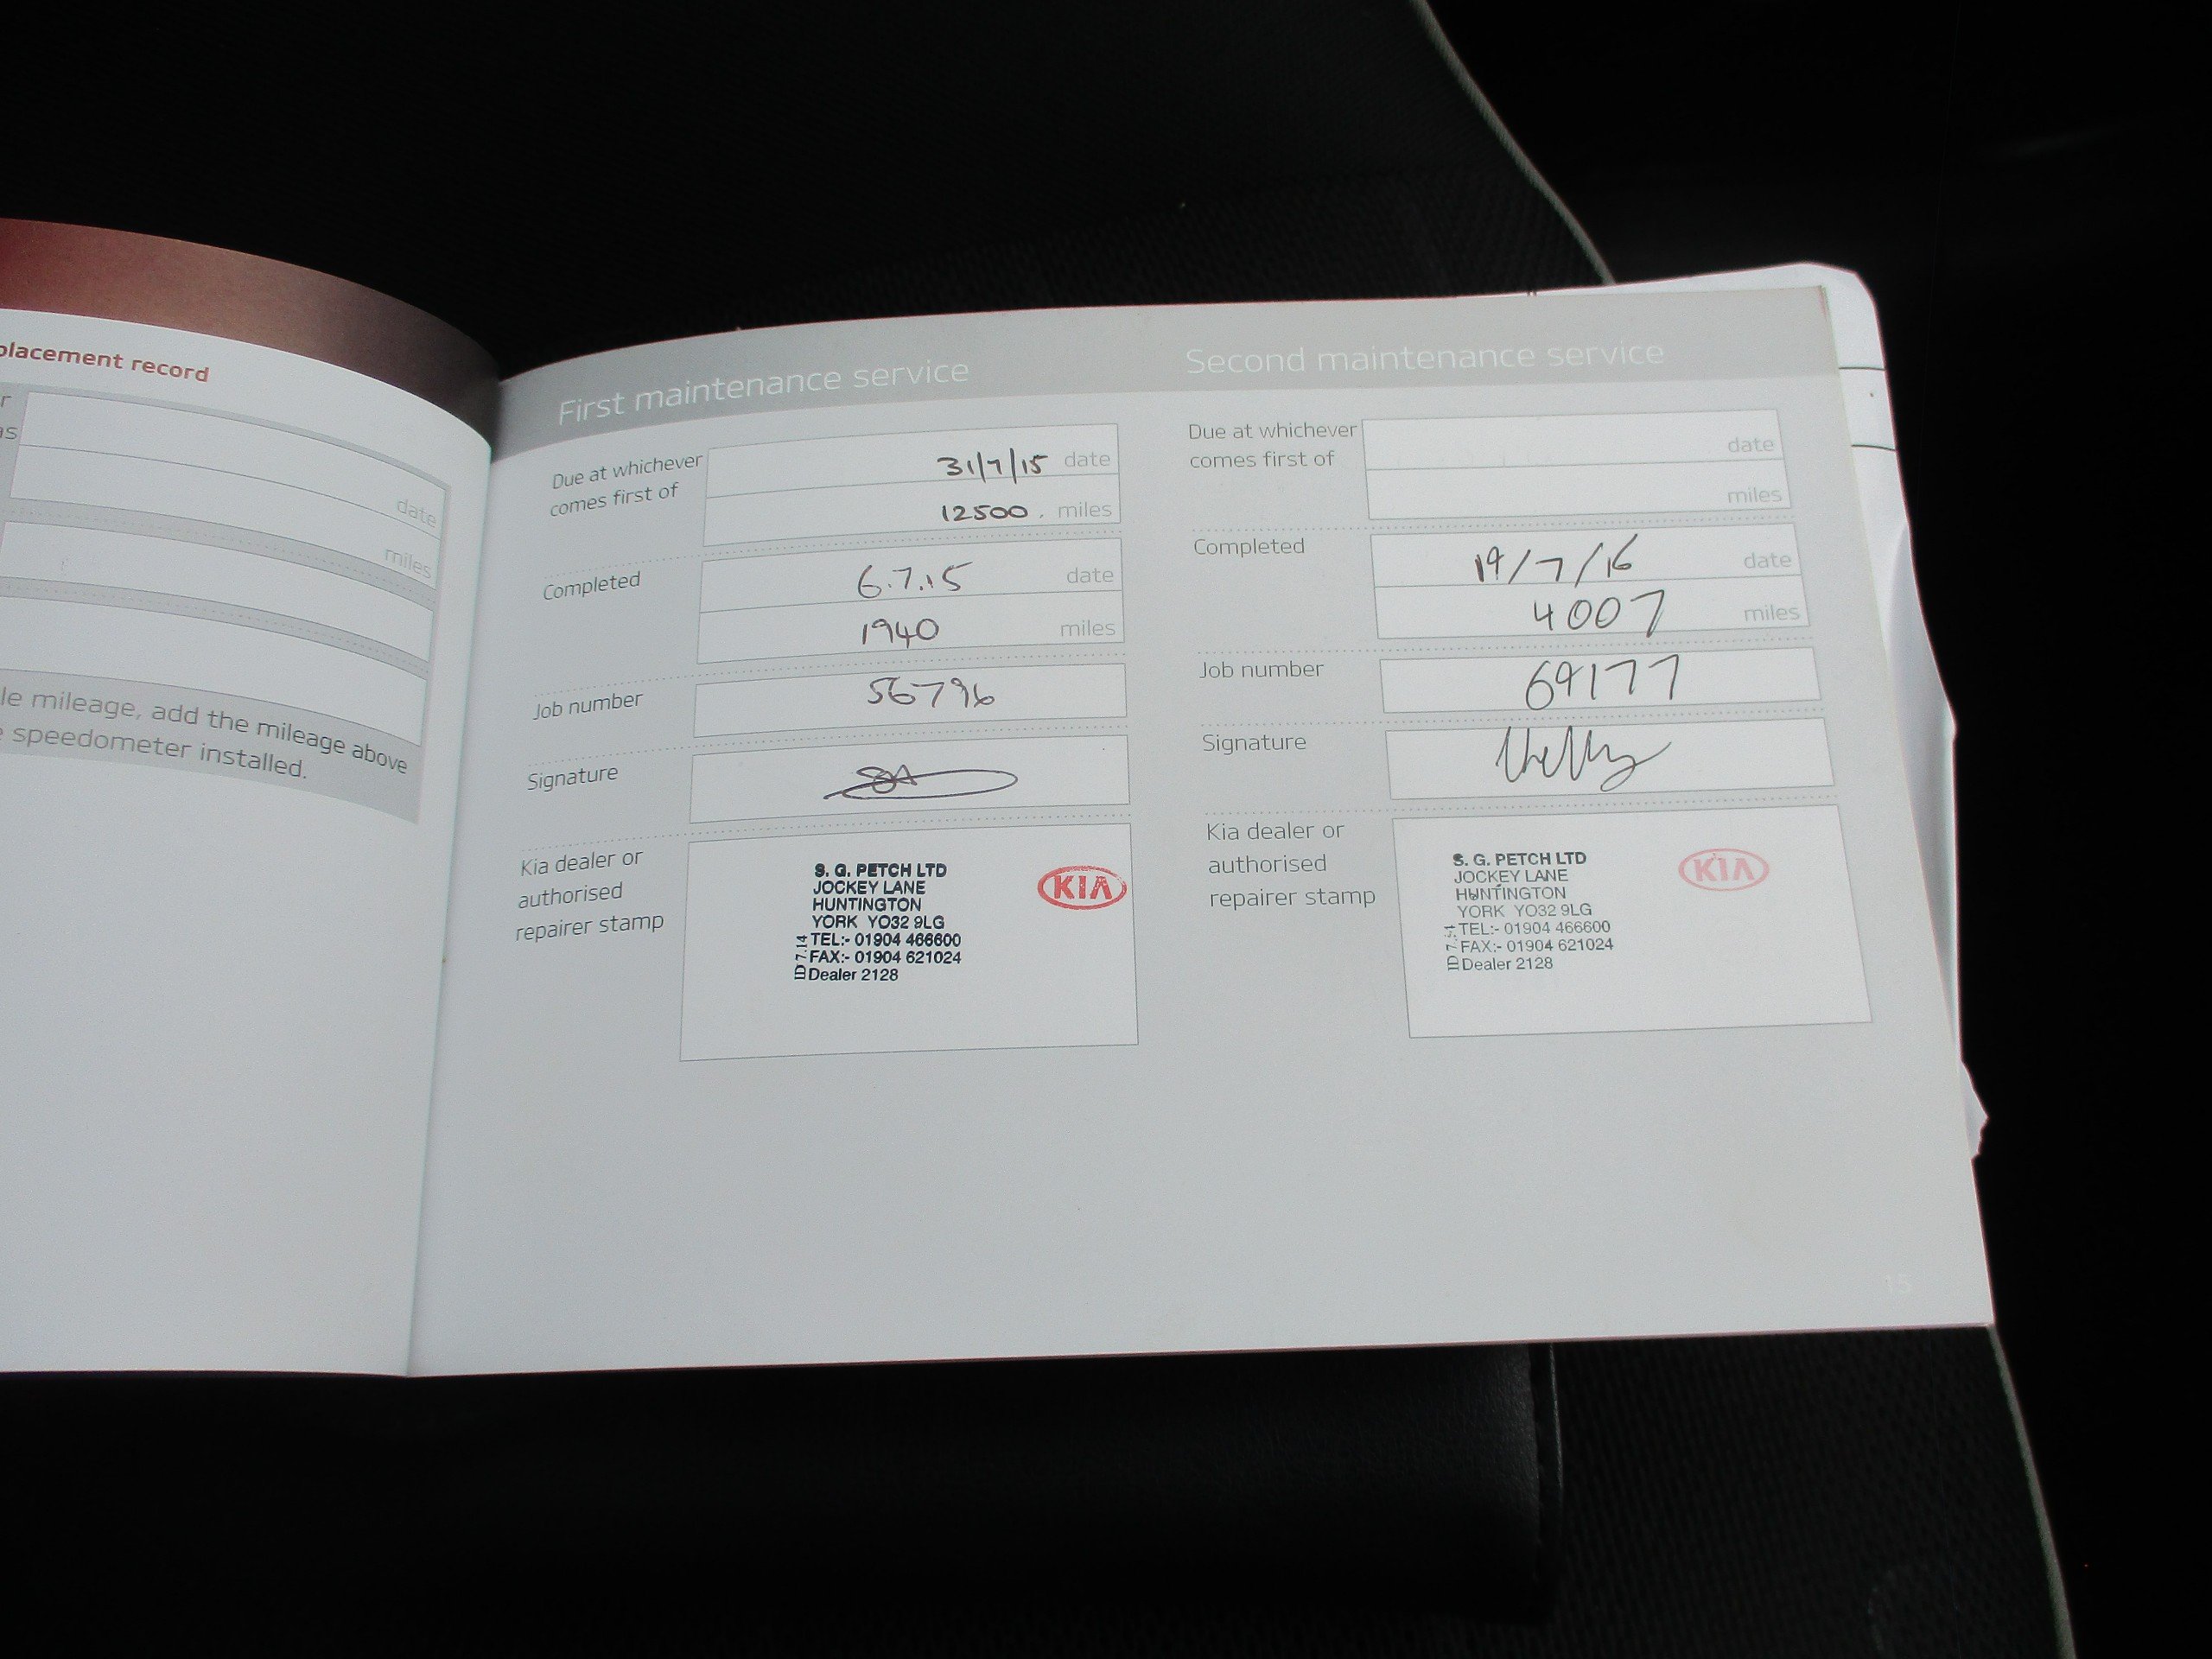 placement record
r
as
date
miles
le mileage, add the mileage above
e speedometer installed.
First maintenance service
Due at whichever
comes first of
31/7/15 date
12500. miles
Completed
6.7.15 date
1940 miles
Job number
56796
Signature
Kia dealer or
authorised
repairer stamp
S. G. PETCH LTD
JOCKEY LANE
HUNTINGTON
YORK YO32 9LG
TEL:- 01904 466600
FAX:- 01904 621024
Dealer 2128
ID 7.14
KIA
Second maintenance service
Due at whichever
comes first of
date
miles
Completed
19/7/16 date
4007 miles
Job number
69177
Signature
Kia dealer or
authorised
repairer stamp
S. G. PETCH LTD
JOCKEY LANE
HUNTINGTON
YORK YO32 9LG
TEL:- 01904 466600
FAX:- 01904 621024
Dealer 2128
KIA
15